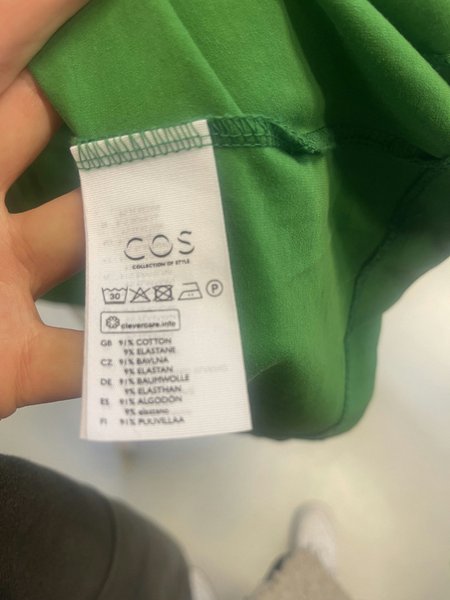 COS
COLLECTION OF STYLE
30 P
clevercare.info
GB 91% COTTON
9% ELASTANE
CZ 91% BAVLNA
9% ELASTAN
DE 91% BAUMWOLLE
9% ELASTHAN
ES 91% ALGODÓN
9% elastano
FI 91% PUUVILLAA